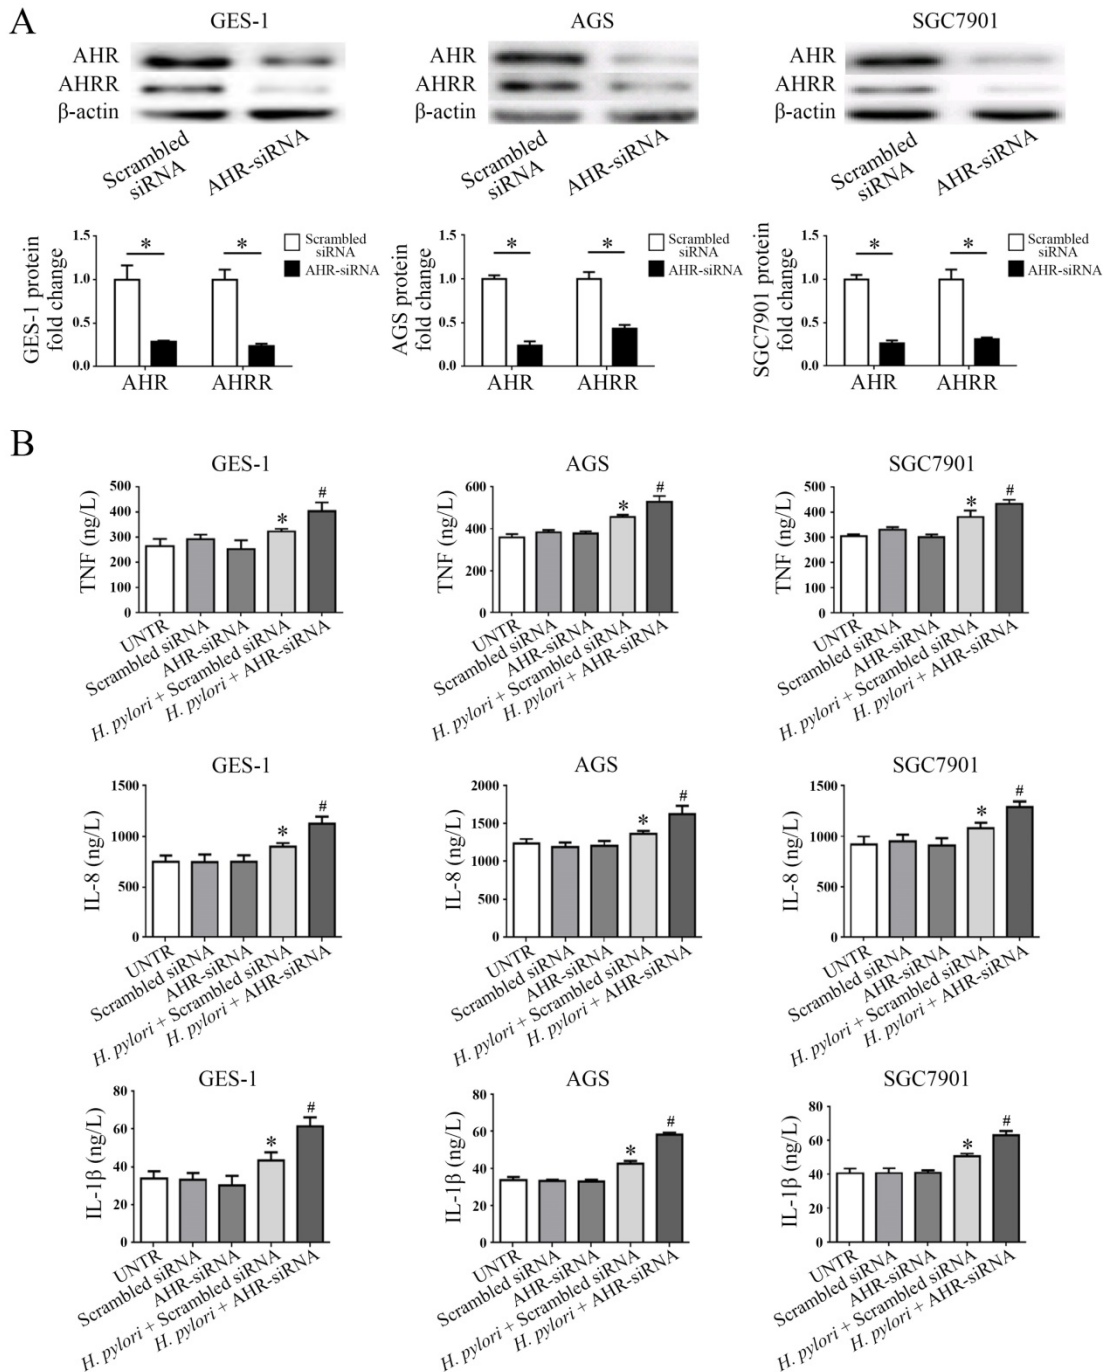 A
GES-1
AGS
SGC7901
AHR
AHRR
β-actin
Scrambled
siRNA
AHR-siRNA
AHR
AHRR
β-actin
Scrambled
siRNA
AHR-siRNA
AHR
AHRR
β-actin
Scrambled
siRNA
AHR-siRNA
GES-1 protein
fold change
1.5
1.0
0.5
0.0
*
*
AHR
AHRR
Scrambled
siRNA
AHR-siRNA
AGS protein
fold change
1.5
1.0
0.5
0.0
*
*
AHR
AHRR
Scrambled
siRNA
AHR-siRNA
SGC7901 protein
fold change
1.5
1.0
0.5
0.0
*
*
AHR
AHRR
Scrambled
siRNA
AHR-siRNA
B
GES-1
TNF (ng/L)
500
400
300
200
100
0
*
#
UNTR
Scrambled siRNA
AHR-siRNA
H. pylori + Scrambled siRNA
H. pylori + AHR-siRNA
AGS
TNF (ng/L)
600
400
200
0
*
#
UNTR
Scrambled siRNA
AHR-siRNA
H. pylori + Scrambled siRNA
H. pylori + AHR-siRNA
SGC7901
TNF (ng/L)
500
400
300
200
100
0
*
#
UNTR
Scrambled siRNA
AHR-siRNA
H. pylori + Scrambled siRNA
H. pylori + AHR-siRNA
GES-1
IL-8 (ng/L)
1500
1000
500
0
*
#
UNTR
Scrambled siRNA
AHR-siRNA
H. pylori + Scrambled siRNA
H. pylori + AHR-siRNA
AGS
IL-8 (ng/L)
2000
1500
1000
500
0
*
#
UNTR
Scrambled siRNA
AHR-siRNA
H. pylori + Scrambled siRNA
H. pylori + AHR-siRNA
SGC7901
IL-8 (ng/L)
1500
1000
500
0
*
#
UNTR
Scrambled siRNA
AHR-siRNA
H. pylori + Scrambled siRNA
H. pylori + AHR-siRNA
GES-1
IL-1β (ng/L)
80
60
40
20
0
*
#
UNTR
Scrambled siRNA
AHR-siRNA
H. pylori + Scrambled siRNA
H. pylori + AHR-siRNA
AGS
IL-1β (ng/L)
80
60
40
20
0
*
#
UNTR
Scrambled siRNA
AHR-siRNA
H. pylori + Scrambled siRNA
H. pylori + AHR-siRNA
SGC7901
IL-1β (ng/L)
80
60
40
20
0
*
#
UNTR
Scrambled siRNA
AHR-siRNA
H. pylori + Scrambled siRNA
H. pylori + AHR-siRNA